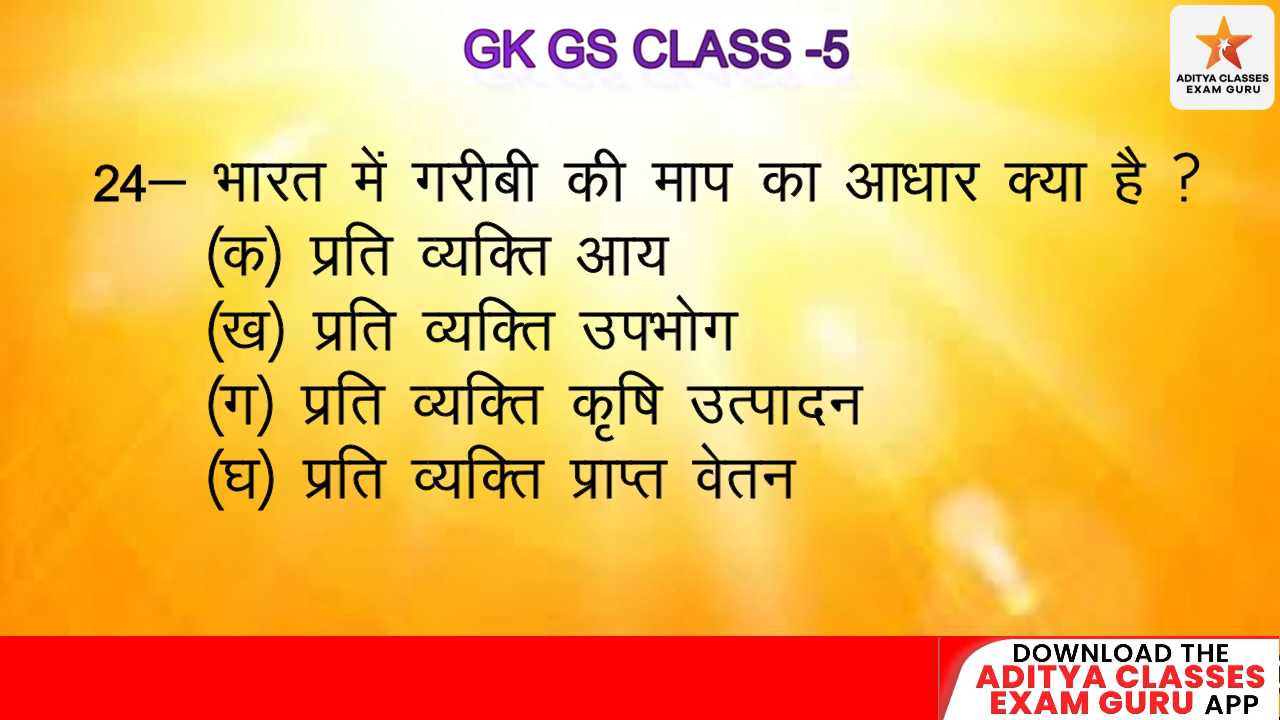 GK GS CLASS -5
ADITYA CLASSES
EXAM GURU
24– भारत में गरीबी की माप का आधार क्या है ?
(क) प्रति व्यक्ति आय
(ख) प्रति व्यक्ति उपभोग
(ग) प्रति व्यक्ति कृषि उत्पादन
(घ) प्रति व्यक्ति प्राप्त वेतन
DOWNLOAD THE
ADITYA CLASSES
EXAM GURU APP